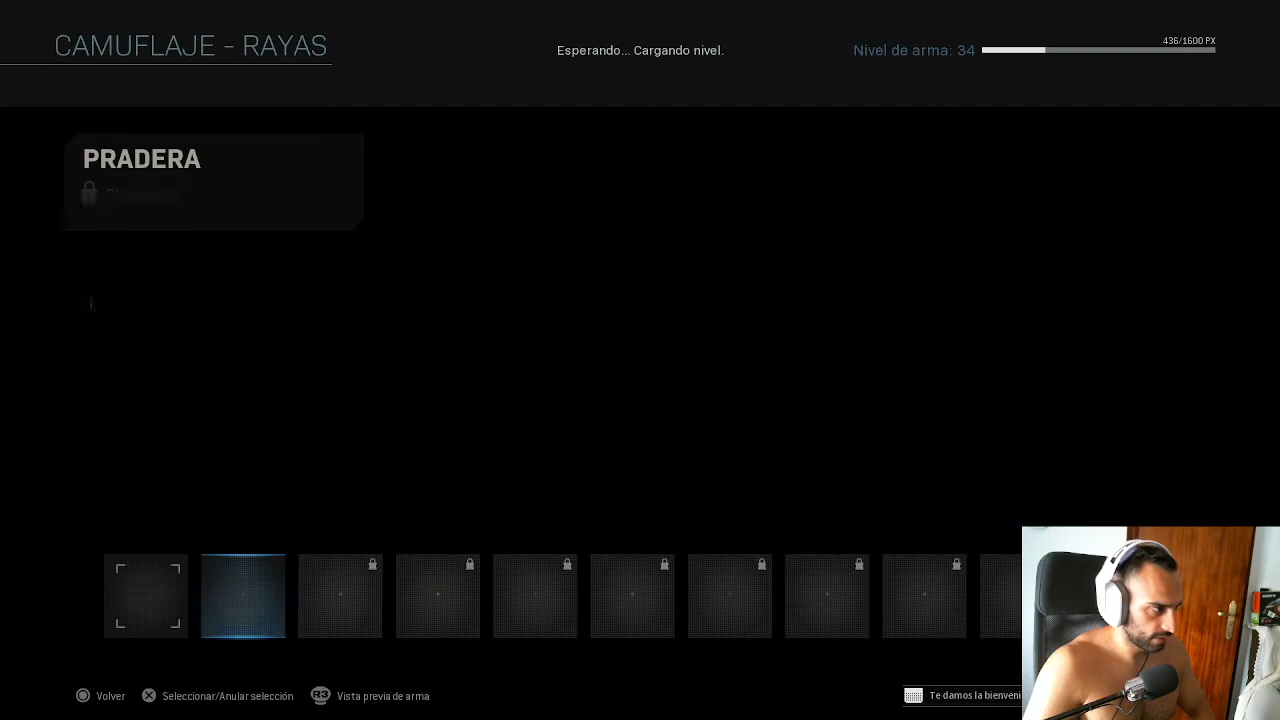 CAMUFLAJE - RAYAS
Esperando... Cargando nivel.
Nivel de arma: 34
436/1600 PX
PRADERA
Volver
Seleccionar/Anular selección
R3
Vista previa de arma
Te damos la bienveni